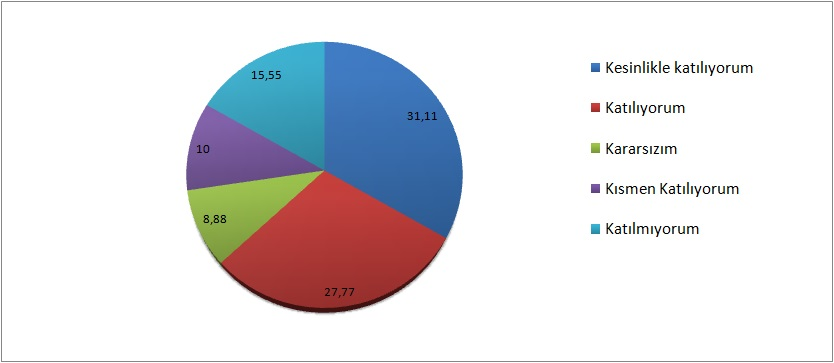 15,55
31,11
10
8,88
27,77
Kesinlikle katılıyorum
Katılıyorum
Kararsızım
Kısmen Katılıyorum
Katılmıyorum